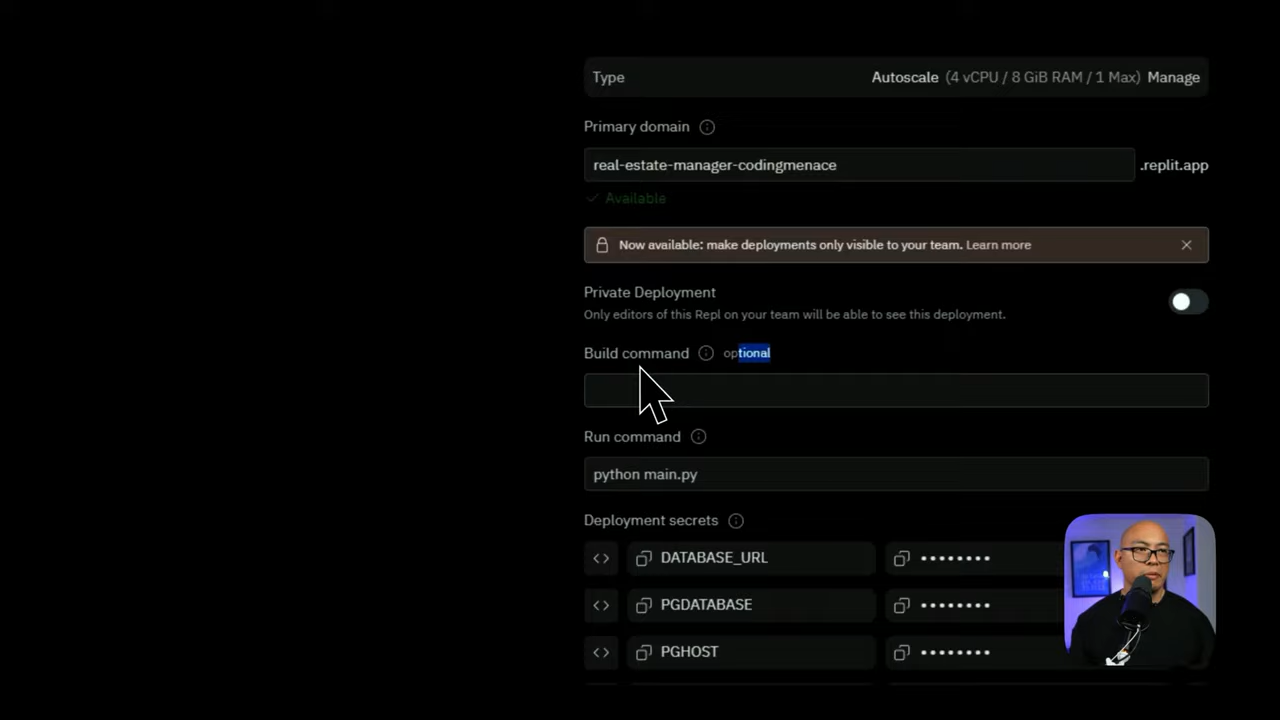 Type Autoscale (4 vCPU / 8 GiB RAM / 1 Max) Manage
Primary domain
real-estate-manager-codingmenace .replit.app
Available
Now available: make deployments only visible to your team. Learn more
Private Deployment
Only editors of this Repl on your team will be able to see this deployment.
Build command optional
Run command
python main.py
Deployment secrets
DATABASE_URL ••••••••
PGDATABASE ••••••••
PGHOST ••••••••